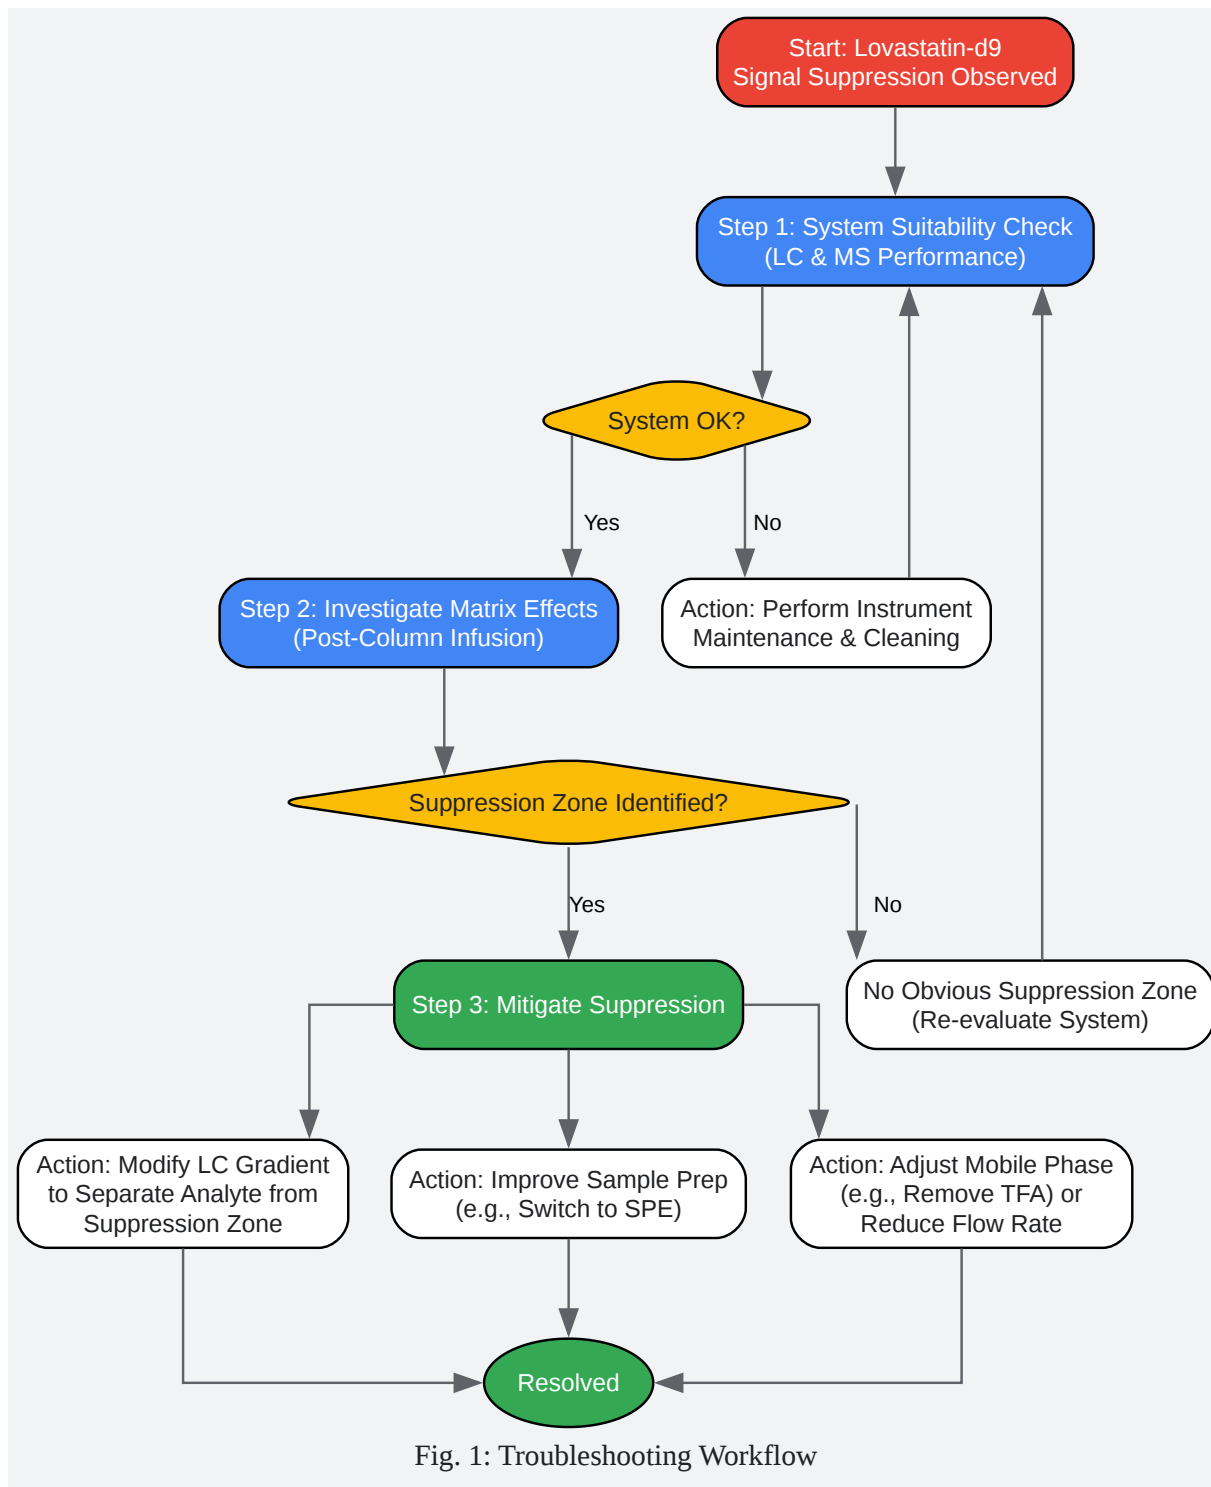 Start: Lovastatin-d9
Signal Suppression Observed
Step 1: System Suitability Check
(LC & MS Performance)
System OK?
Yes
No
Step 2: Investigate Matrix Effects
(Post-Column Infusion)
Action: Perform Instrument
Maintenance & Cleaning
Suppression Zone Identified?
Yes
No
Step 3: Mitigate Suppression
No Obvious Suppression Zone
(Re-evaluate System)
Action: Modify LC Gradient
to Separate Analyte from
Suppression Zone
Action: Improve Sample Prep
(e.g., Switch to SPE)
Action: Adjust Mobile Phase
(e.g., Remove TFA) or
Reduce Flow Rate
Resolved
Fig. 1: Troubleshooting Workflow